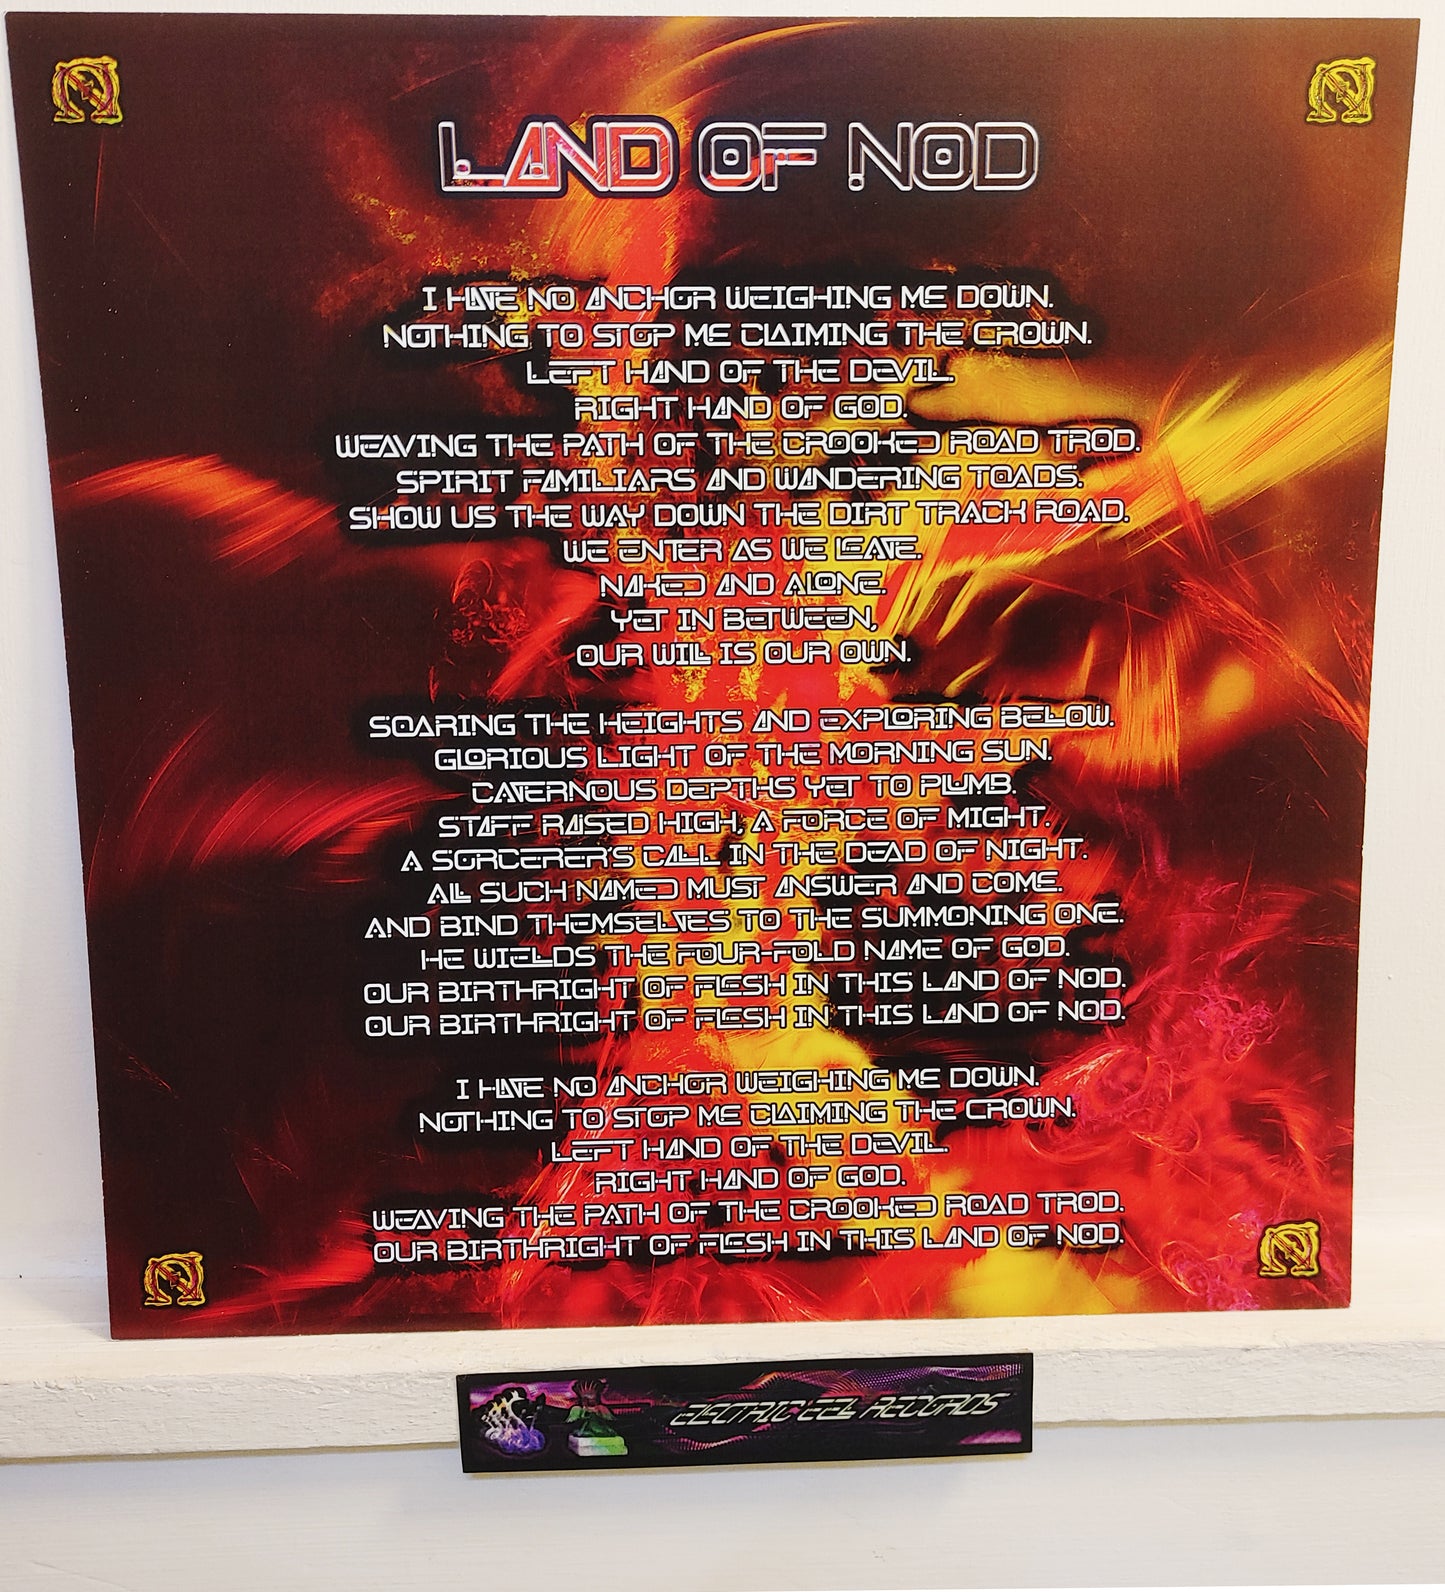 LAND OF NOD
I HAVE NO ANCHOR WEIGHING ME DOWN.
NOTHING TO STOP ME CLAIMING THE CROWN.
LEFT HAND OF THE DEVIL.
RIGHT HAND OF GOD.
WEAVING THE PATH OF THE CROOKED ROAD TROD.
SPIRIT FAMILIARS AND WANDERING TOADS.
SHOW US THE WAY DOWN THE DIRT TRACK ROAD.
WE ENTER AS WE LEAVE.
NAKED AND ALONE.
YET IN BETWEEN,
OUR WILL IS OUR OWN.
SOARING THE HEIGHTS AND EXPLORING BELOW.
GLORIOUS LIGHT OF THE MORNING SUN.
CAVERNOUS DEPTHS YET TO PLUMB.
STAFF RAISED HIGH, A FORCE OF MIGHT.
A SORCERER'S CALL IN THE DEAD OF NIGHT.
ALL SUCH NAMED MUST ANSWER AND COME.
AND BIND THEMSELVES TO THE SUMMONING ONE.
HE WIELDS THE FOUR-FOLD NAME OF GOD.
OUR BIRTHRIGHT OF FLESH IN THIS LAND OF NOD.
OUR BIRTHRIGHT OF FLESH IN THIS LAND OF NOD.
I HAVE NO ANCHOR WEIGHING ME DOWN.
NOTHING TO STOP ME CLAIMING THE CROWN.
LEFT HAND OF THE DEVIL.
RIGHT HAND OF GOD.
WEAVING THE PATH OF THE CROOKED ROAD TROD.
OUR BIRTHRIGHT OF FLESH IN THIS LAND OF NOD.
ELECTRIC EEL RECORDS